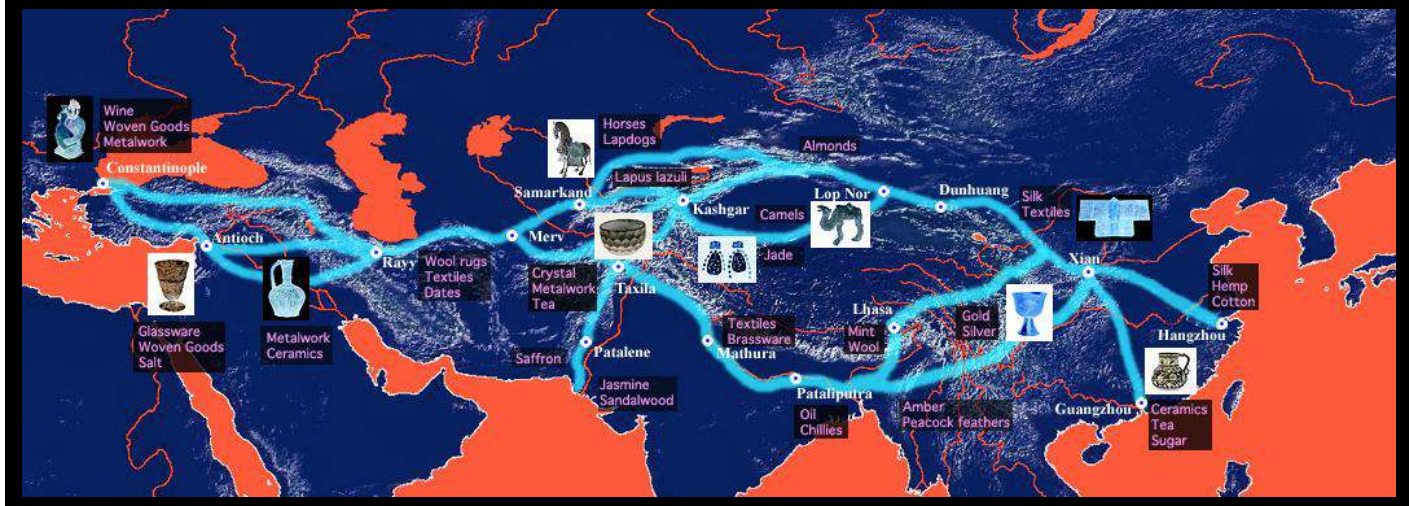 Wine
Woven Goods
Metalwork
Constantinople
Antioch
Glassware
Woven Goods
Salt
Metalwork
Ceramics
Rayy
Wool rugs
Textiles
Dates
Merv
Samarkand
Horses
Lapdogs
Lapus lazuli
Crystal
Metalwork
Tea
Taxila
Saffron
Patalene
Jasmine
Sandalwood
Kashgar
Camels
Jade
Almonds
Lop Nor
Dunhuang
Textiles
Brassware
Mathura
Pataliputra
Oil
Chillies
Lhasa
Mint
Wool
Gold
Silver
Amber
Peacock feathers
Silk
Textiles
Xian
Silk
Hemp
Cotton
Hangzhou
Guangzhou
Ceramics
Tea
Sugar